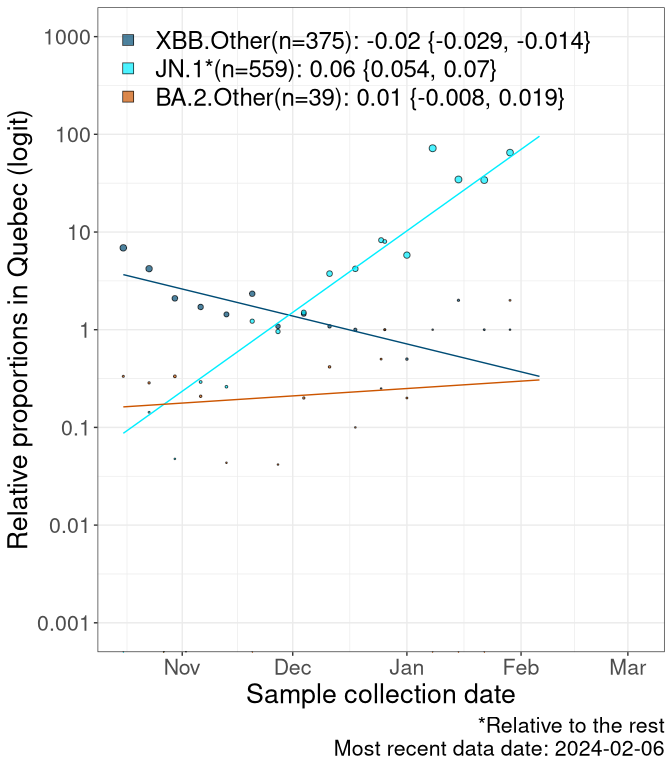 XBB.Other(n=375): -0.02 {-0.029, -0.014}
JN.1*(n=559): 0.06 {0.054, 0.07}
BA.2.Other(n=39): 0.01 {-0.008, 0.019}
Relative proportions in Quebec (logit)
1000
100
10
1
0.1
0.01
0.001
Nov Dec Jan Feb Mar
Sample collection date
*Relative to the rest
Most recent data date: 2024-02-06